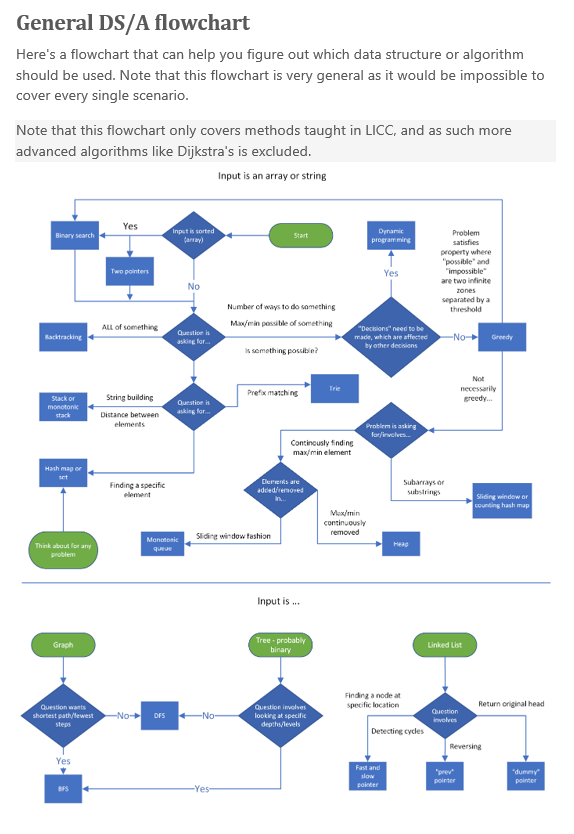 General DS/A flowchart
Here's a flowchart that can help you figure out which data structure or algorithm
should be used. Note that this flowchart is very general as it would be impossible to
cover every single scenario.
Note that this flowchart only covers methods taught in LICC, and as such more
advanced algorithms like Dijkstra's is excluded.
Input is an array or string
Start
Input is sorted
(array)
Yes
Binary search
Two pointers
No
Dynamic
programming
Problem
satisfies
property where
"possible" and
"impossible"
are two infinite
zones
separated by a
threshold
Yes
Number of ways to do something
Max/min possible of something
Is something possible?
Question is
asking for...
ALL of something
Backtracking
"Decisions" need to be
made, which are affected
by other decisions
No
Greedy
Not
necessarily
greedy...
Question is
asking for...
Prefix matching
Trie
String building
Distance between
elements
Stack or
monotonic
stack
Problem is asking
for/involves...
Continously finding
max/min element
Subarrays or
substrings
Sliding window or
counting hash map
Hash map or
set
Finding a specific
element
Elements are
added/removed
in...
Max/min
continuously
removed
Think about for any
problem
Monotonic
queue
Sliding window fashion
Heap
Input is ...
Graph
Tree - probably
binary
Linked List
Question wants
shortest path/fewest
steps
No
DFS
No
Question involves
looking at specific
depths/levels
Finding a node at
specific location
Question
involves
Return original head
Detecting cycles
Reversing
Yes
BFS
Yes
Fast and
slow
pointer
"prev"
pointer
"dummy"
pointer